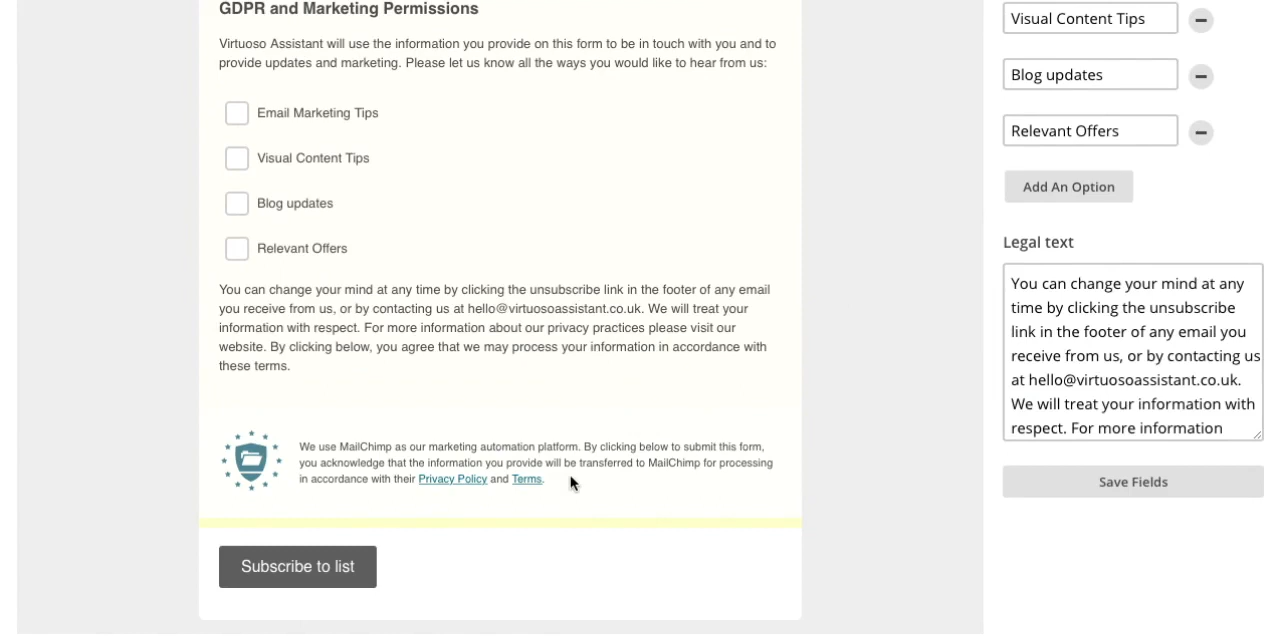 GDPR and Marketing Permissions
Virtuoso Assistant will use the information you provide on this form to be in touch with you and to
provide updates and marketing. Please let us know all the ways you would like to hear from us:
Email Marketing Tips
Visual Content Tips
Blog updates
Relevant Offers
You can change your mind at any time by clicking the unsubscribe link in the footer of any email
you receive from us, or by contacting us at hello@virtuosoassistant.co.uk. We will treat your
information with respect. For more information about our privacy practices please visit our
website. By clicking below, you agree that we may process your information in accordance with
these terms.
We use MailChimp as our marketing automation platform. By clicking below to submit this form,
you acknowledge that the information you provide will be transferred to MailChimp for processing
in accordance with their Privacy Policy and Terms.
Subscribe to list
Visual Content Tips
Blog updates
Relevant Offers
Add An Option
Legal text
You can change your mind at any
time by clicking the unsubscribe
link in the footer of any email you
receive from us, or by contacting us
at hello@virtuosoassistant.co.uk.
We will treat your information with
respect. For more information
Save Fields